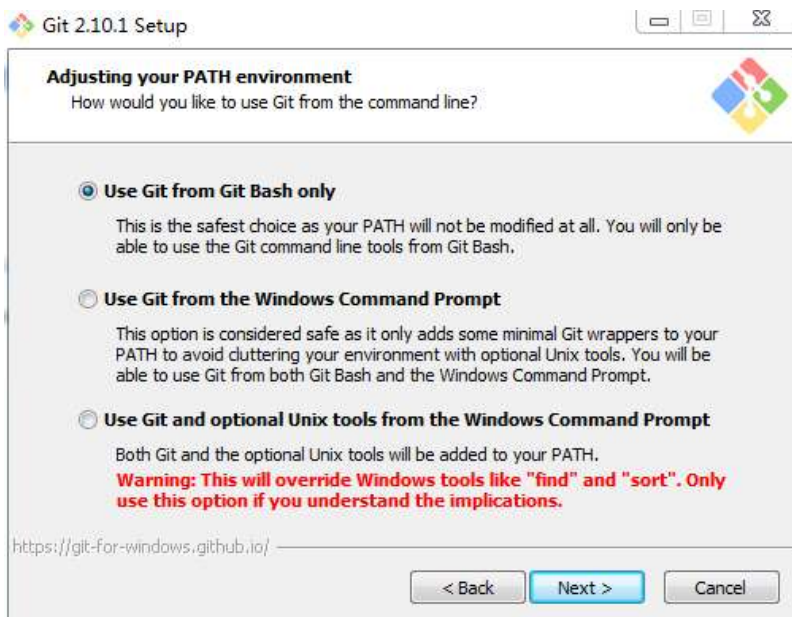 Git 2.10.1 Setup
Adjusting your PATH environment
How would you like to use Git from the command line?
Use Git from Git Bash only
This is the safest choice as your PATH will not be modified at all. You will only be
able to use the Git command line tools from Git Bash.
Use Git from the Windows Command Prompt
This option is considered safe as it only adds some minimal Git wrappers to your
PATH to avoid cluttering your environment with optional Unix tools. You will be
able to use Git from both Git Bash and the Windows Command Prompt.
Use Git and optional Unix tools from the Windows Command Prompt
Both Git and the optional Unix tools will be added to your PATH.
Warning: This will override Windows tools like "find" and "sort". Only
use this option if you understand the implications.
https://git-for-windows.github.io/
< Back Next > Cancel